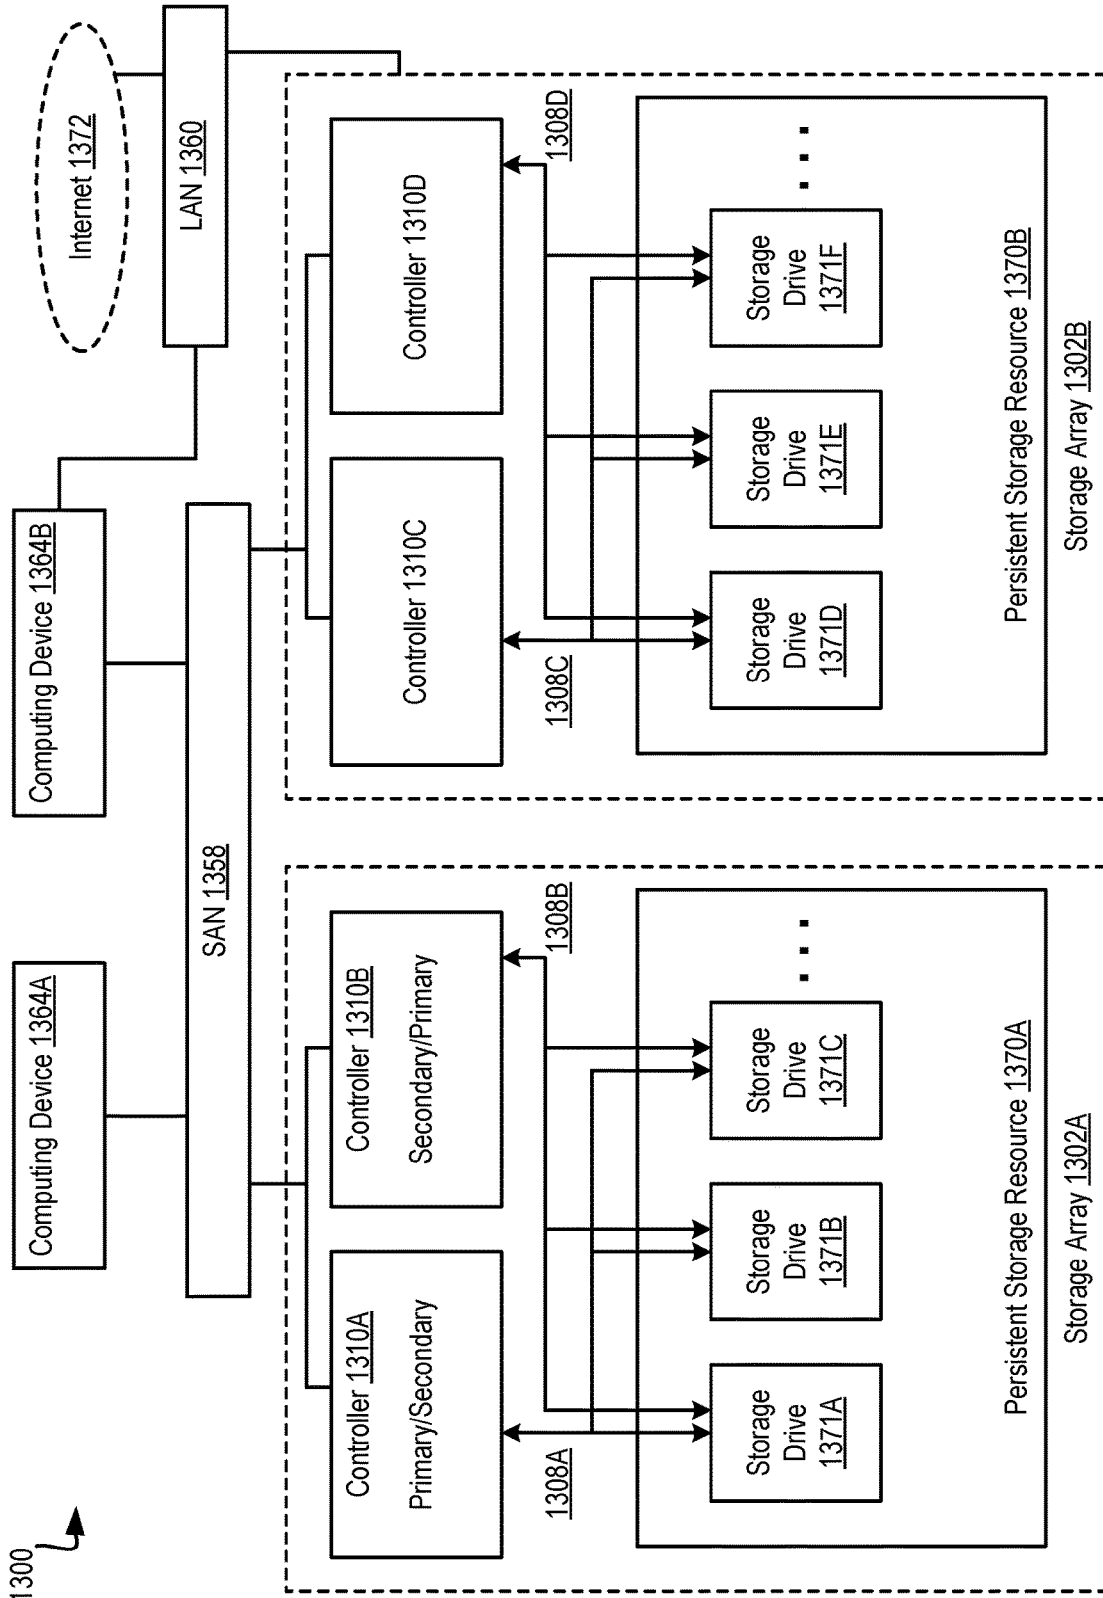 1300
Computing Device 1364A
Computing Device 1364B
Internet 1372
LAN 1360
SAN 1358
Controller 1310A
Primary/Secondary
Controller 1310B
Secondary/Primary
Controller 1310C
Controller 1310D
1308A
1308B
1308C
1308D
Storage
Drive
1371A
Storage
Drive
1371B
Storage
Drive
1371C
Storage
Drive
1371D
Storage
Drive
1371E
Storage
Drive
1371F
Persistent Storage Resource 1370A
Persistent Storage Resource 1370B
Storage Array 1302A
Storage Array 1302B